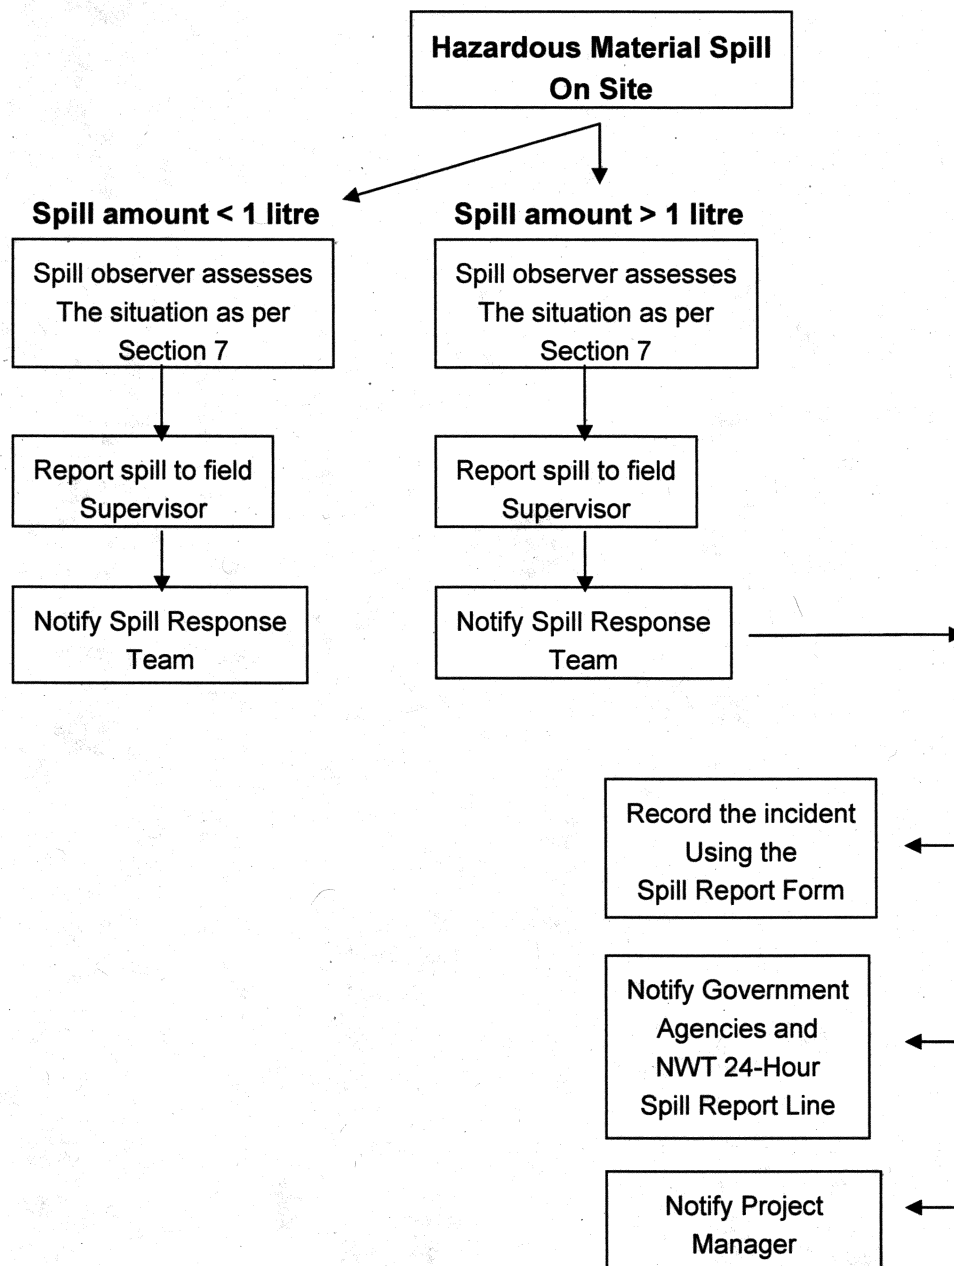 Hazardous Material Spill
On Site
Spill amount < 1 litre
Spill observer assesses
The situation as per
Section 7
Report spill to field
Supervisor
Notify Spill Response
Team
Spill amount > 1 litre
Spill observer assesses
The situation as per
Section 7
Report spill to field
Supervisor
Notify Spill Response
Team
Record the incident
Using the
Spill Report Form
Notify Government
Agencies and
NWT 24-Hour
Spill Report Line
Notify Project
Manager